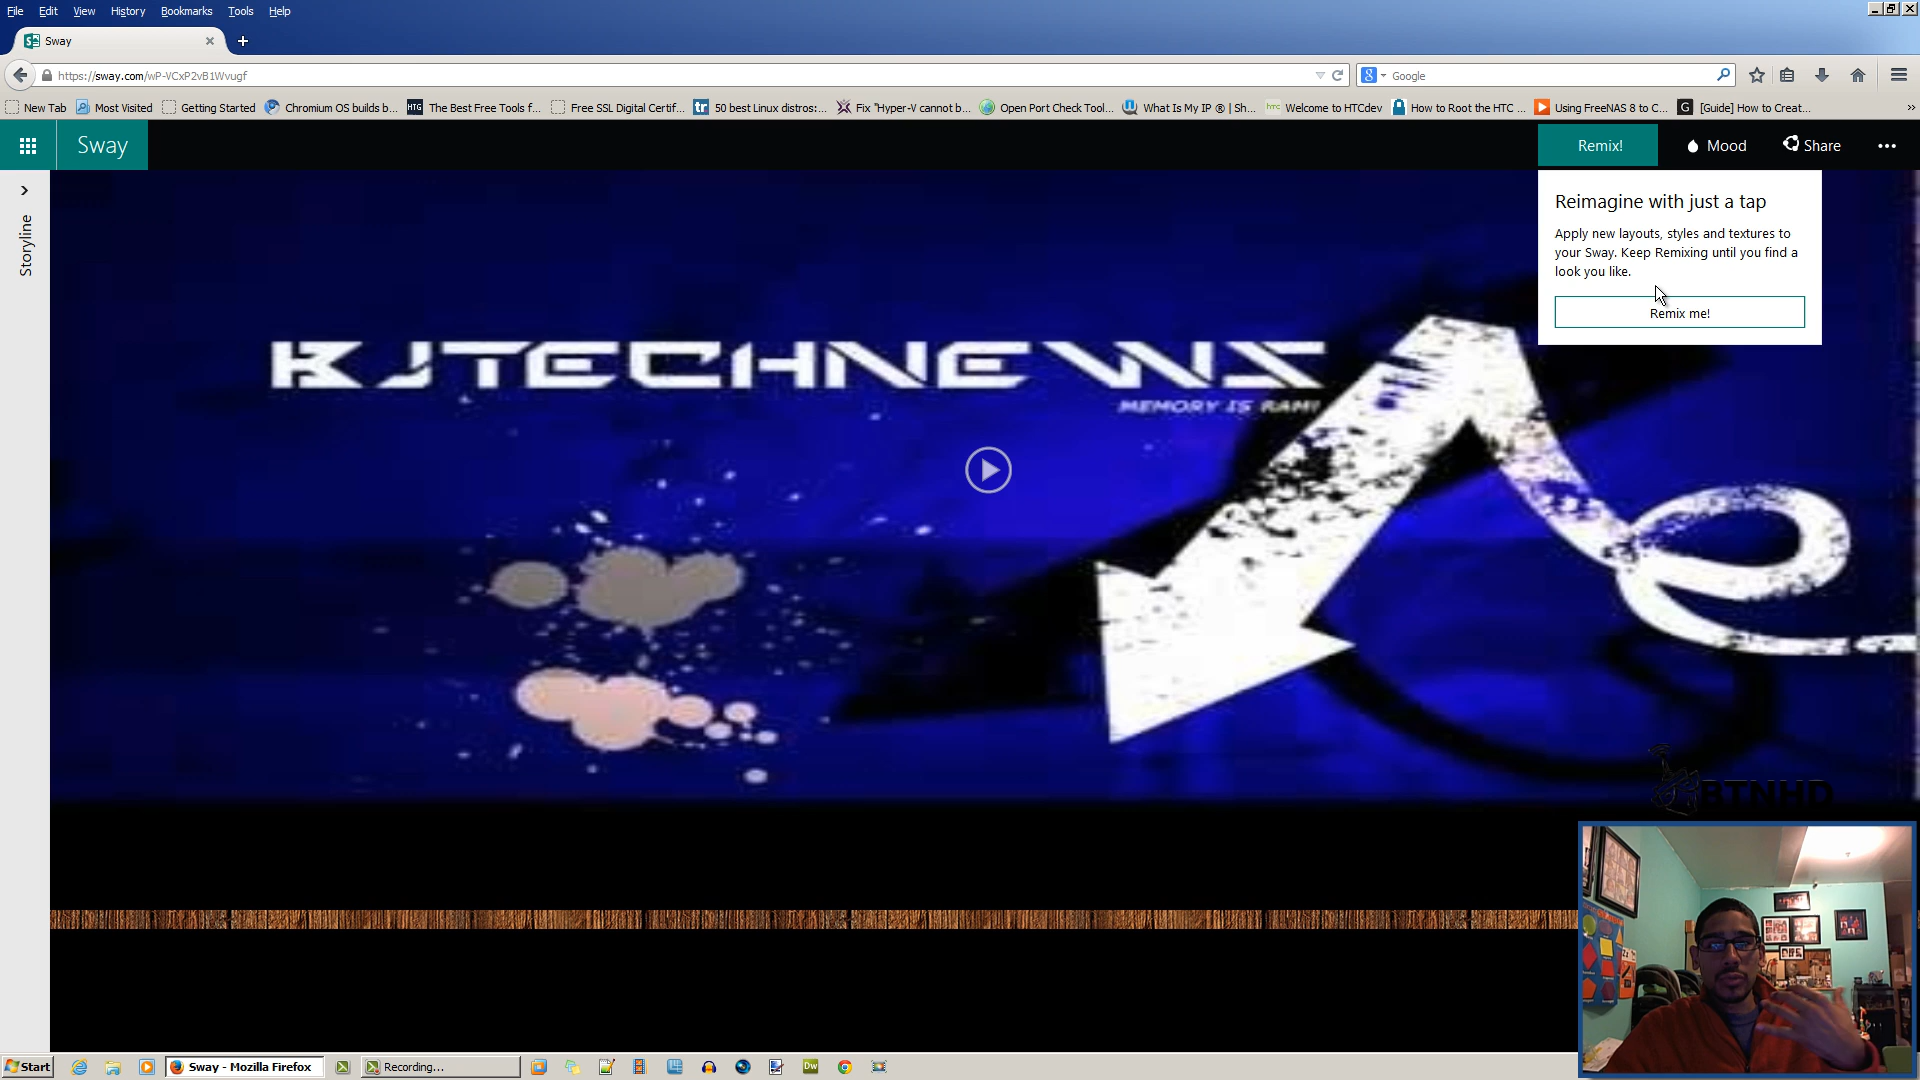 File Edit View History Bookmarks Tools Help
Sway
https://sway.com/wP-VCxP2vB1Wvugf
Google
New Tab Most Visited Getting Started Chromium OS builds b... HTG The Best Free Tools f... Free SSL Digital Certif... tr 50 best Linux distros:... Fix "Hyper-V cannot b... Open Port Check Tool... What Is My IP ® | Sh... Welcome to HTCdev How to Root the HTC ... Using FreeNAS 8 to C... G [Guide] How to Creat...
Sway Remix! Mood Share
Storyline
Reimagine with just a tap
Apply new layouts, styles and textures to
your Sway. Keep Remixing until you find a
look you like.
Remix me!
BJTECHNEWS
MEMORY IS RAM!
BTNHD
Start Sway - Mozilla Firefox Recording... Dw